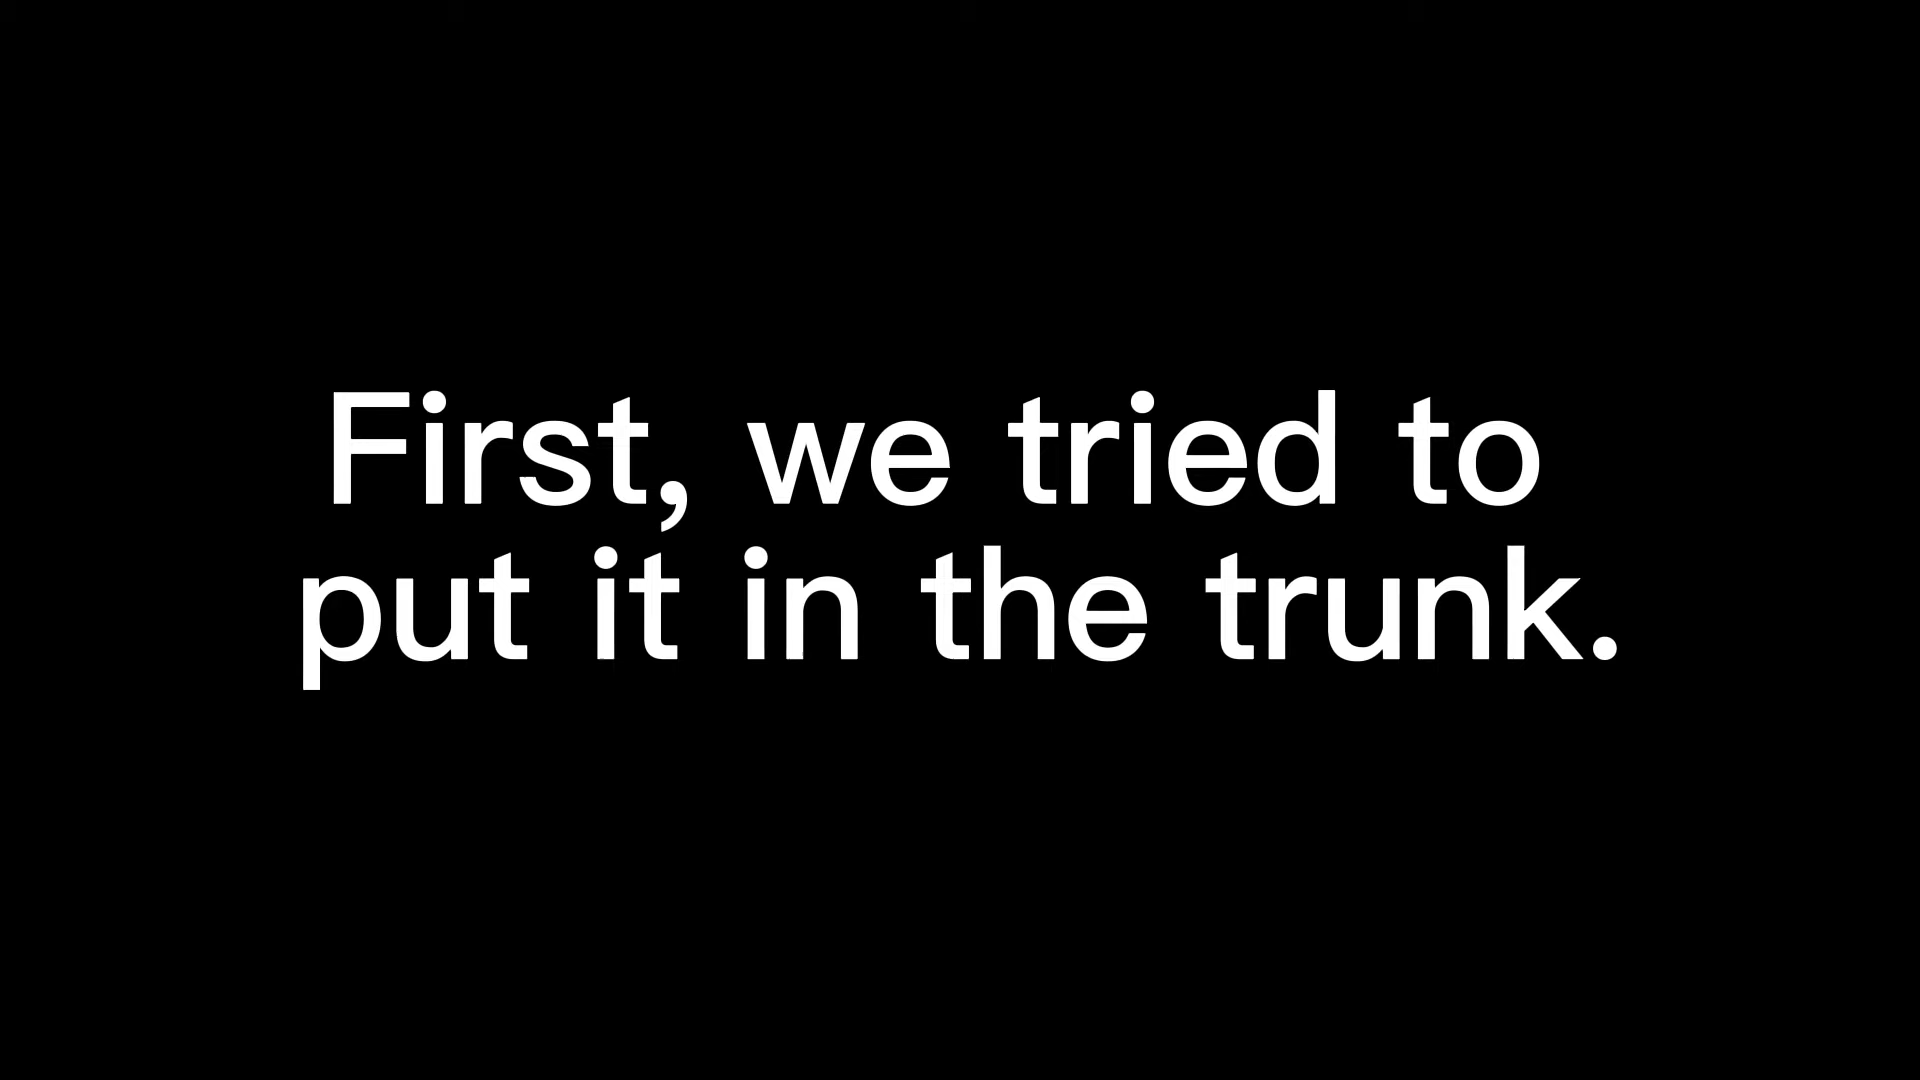 First, we tried to
put it in the trunk.